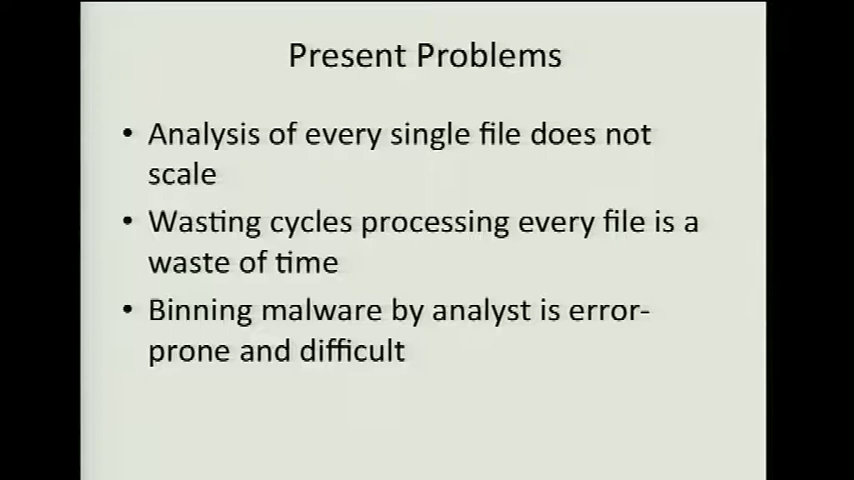 Present Problems
• Analysis of every single file does not
scale
• Wasting cycles processing every file is a
waste of time
• Binning malware by analyst is error-
prone and difficult